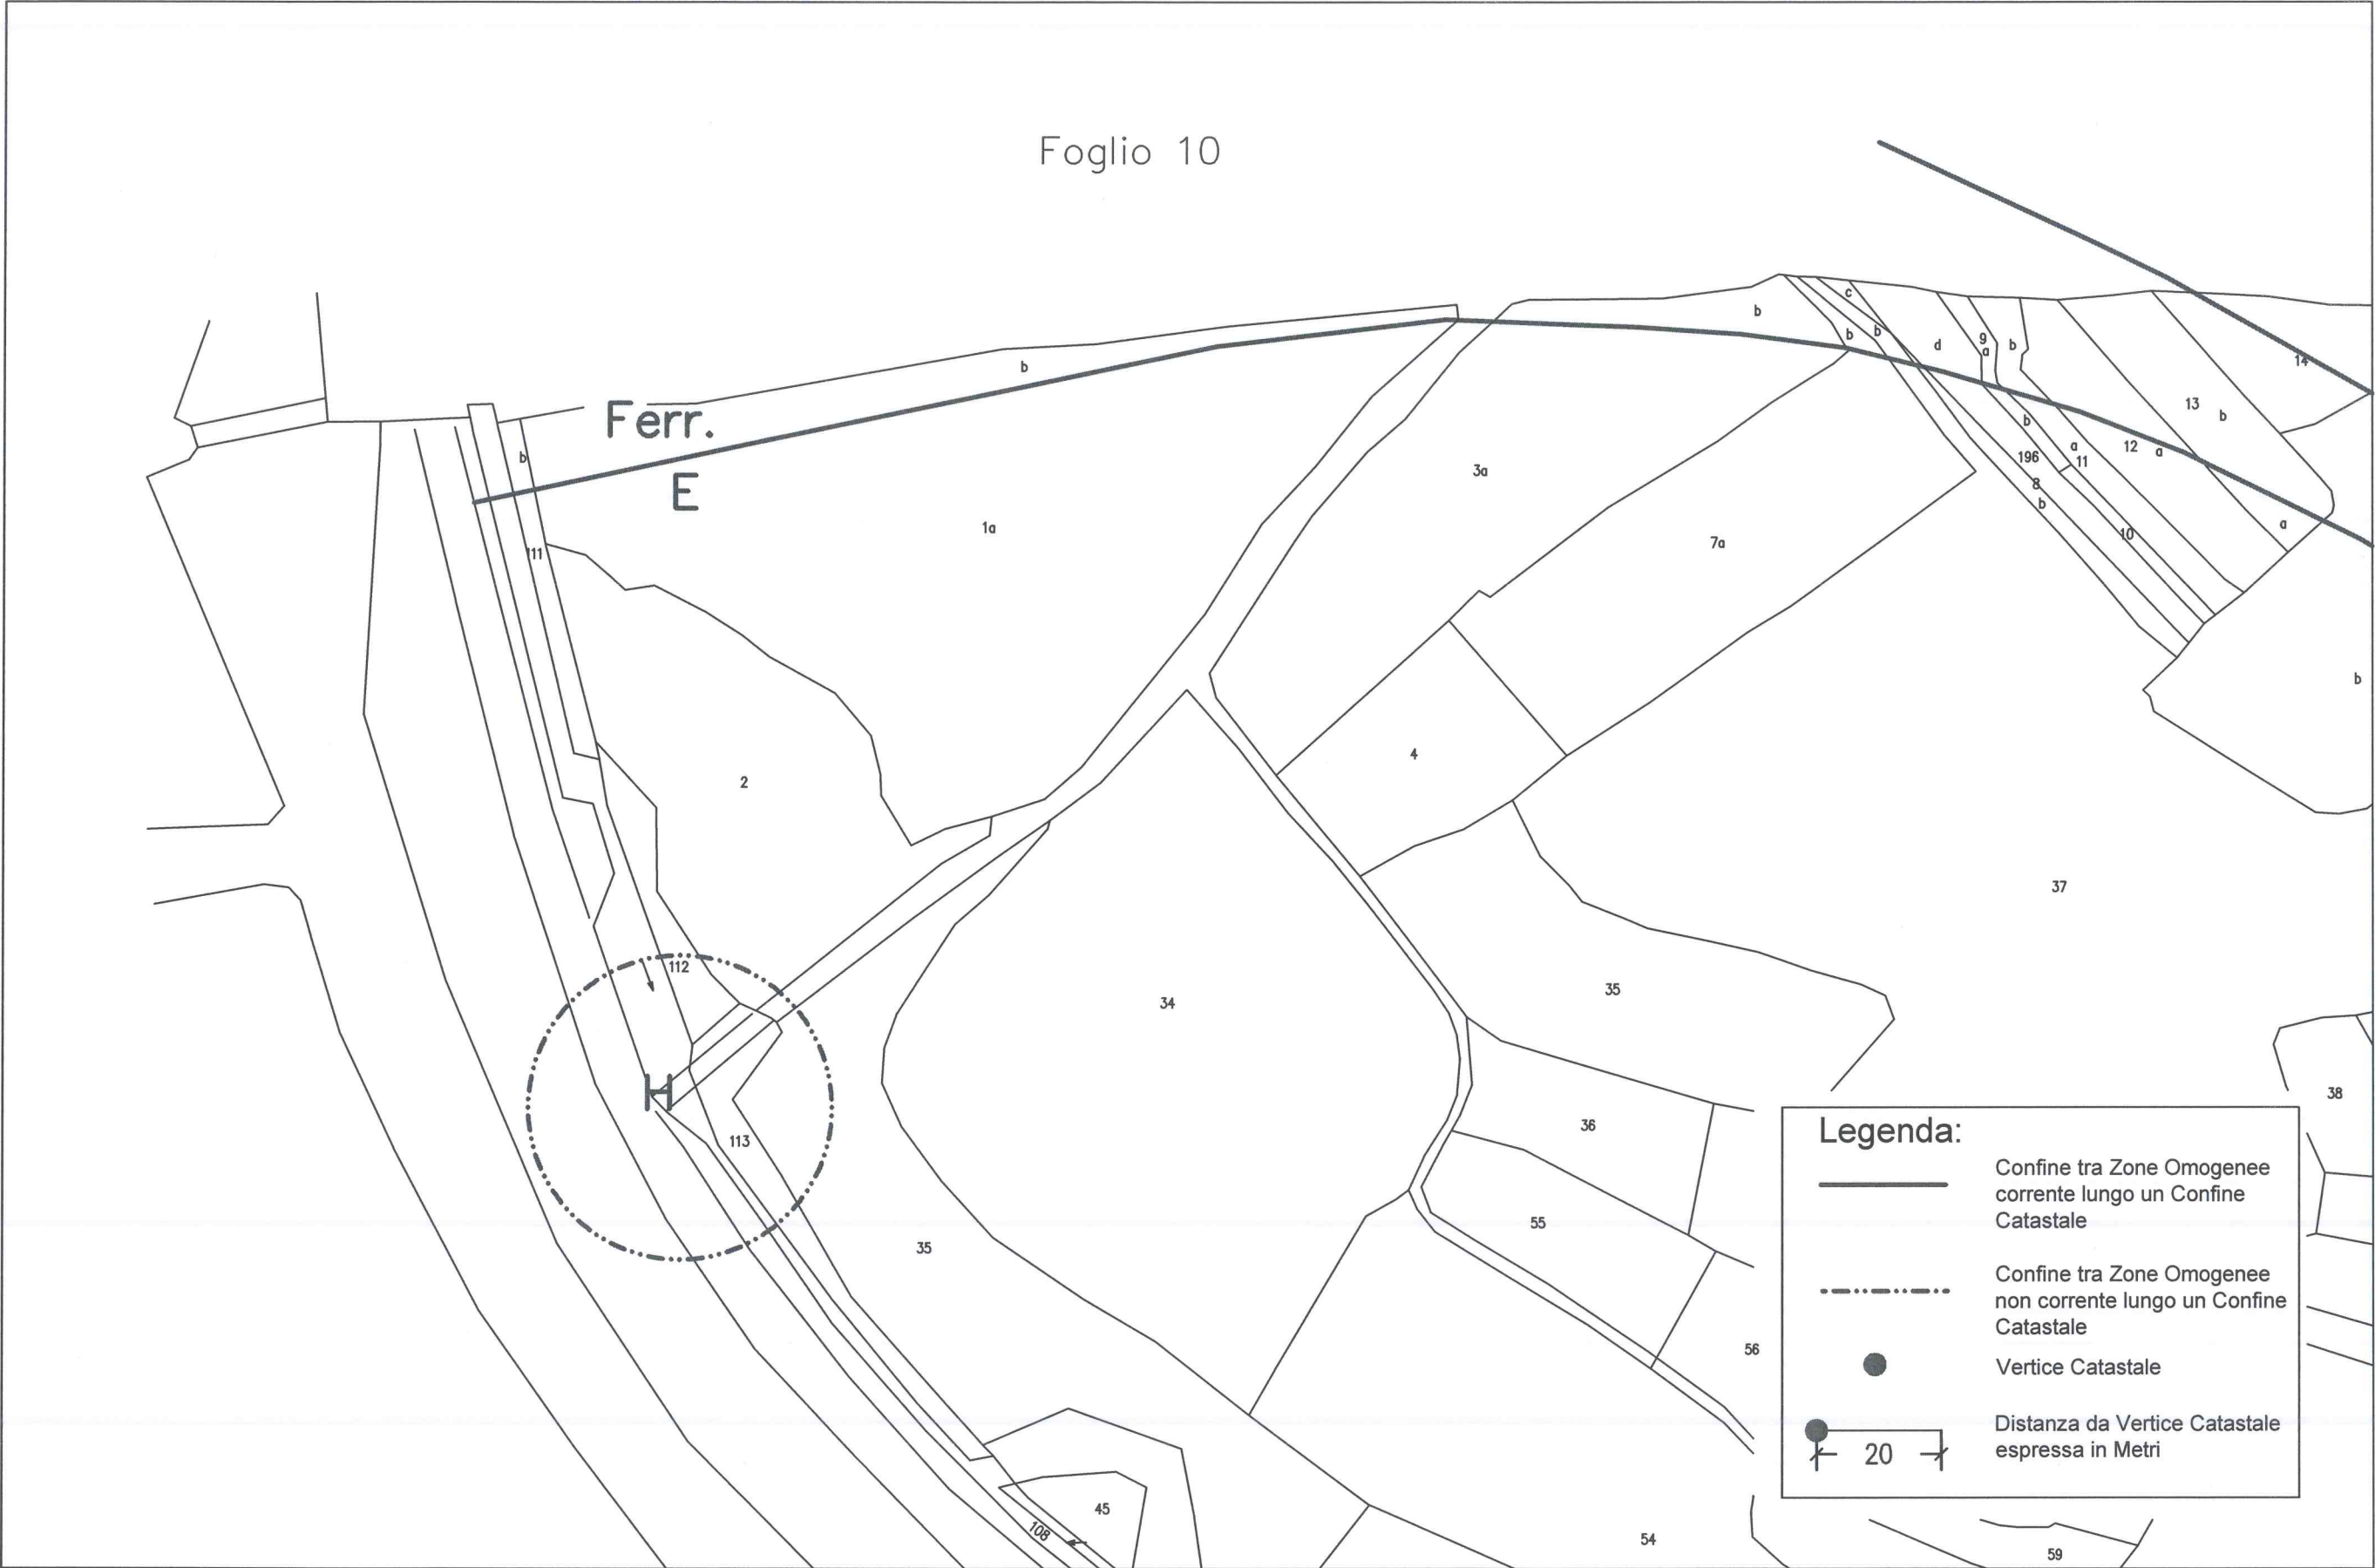 Foglio 10
c
b
b
b
9
d
a
b
14
b
Ferr.
13
b
b
b
a
12
a
E
196
11
3a
8
b
1a
a
10
7a
111
b
4
2
37
112
35
34
38
H
36
113
55
35
56
45
108
54
59
Legenda:
Confine tra Zone Omogenee
corrente lungo un Confine
Catastale
Confine tra Zone Omogenee
non corrente lungo un Confine
Catastale
Vertice Catastale
Distanza da Vertice Catastale
espressa in Metri
20